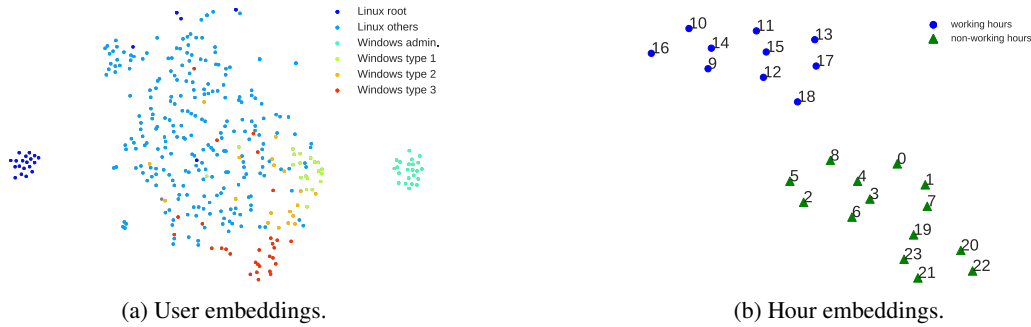 Linux root
Linux others
Windows admin.
Windows type 1
Windows type 2
Windows type 3
(a) User embeddings.
10
11
13
16
14
15
17
9
12
18
working hours
non-working hours
8
0
5
4
1
2
3
7
6
19
20
23
22
21
(b) Hour embeddings.